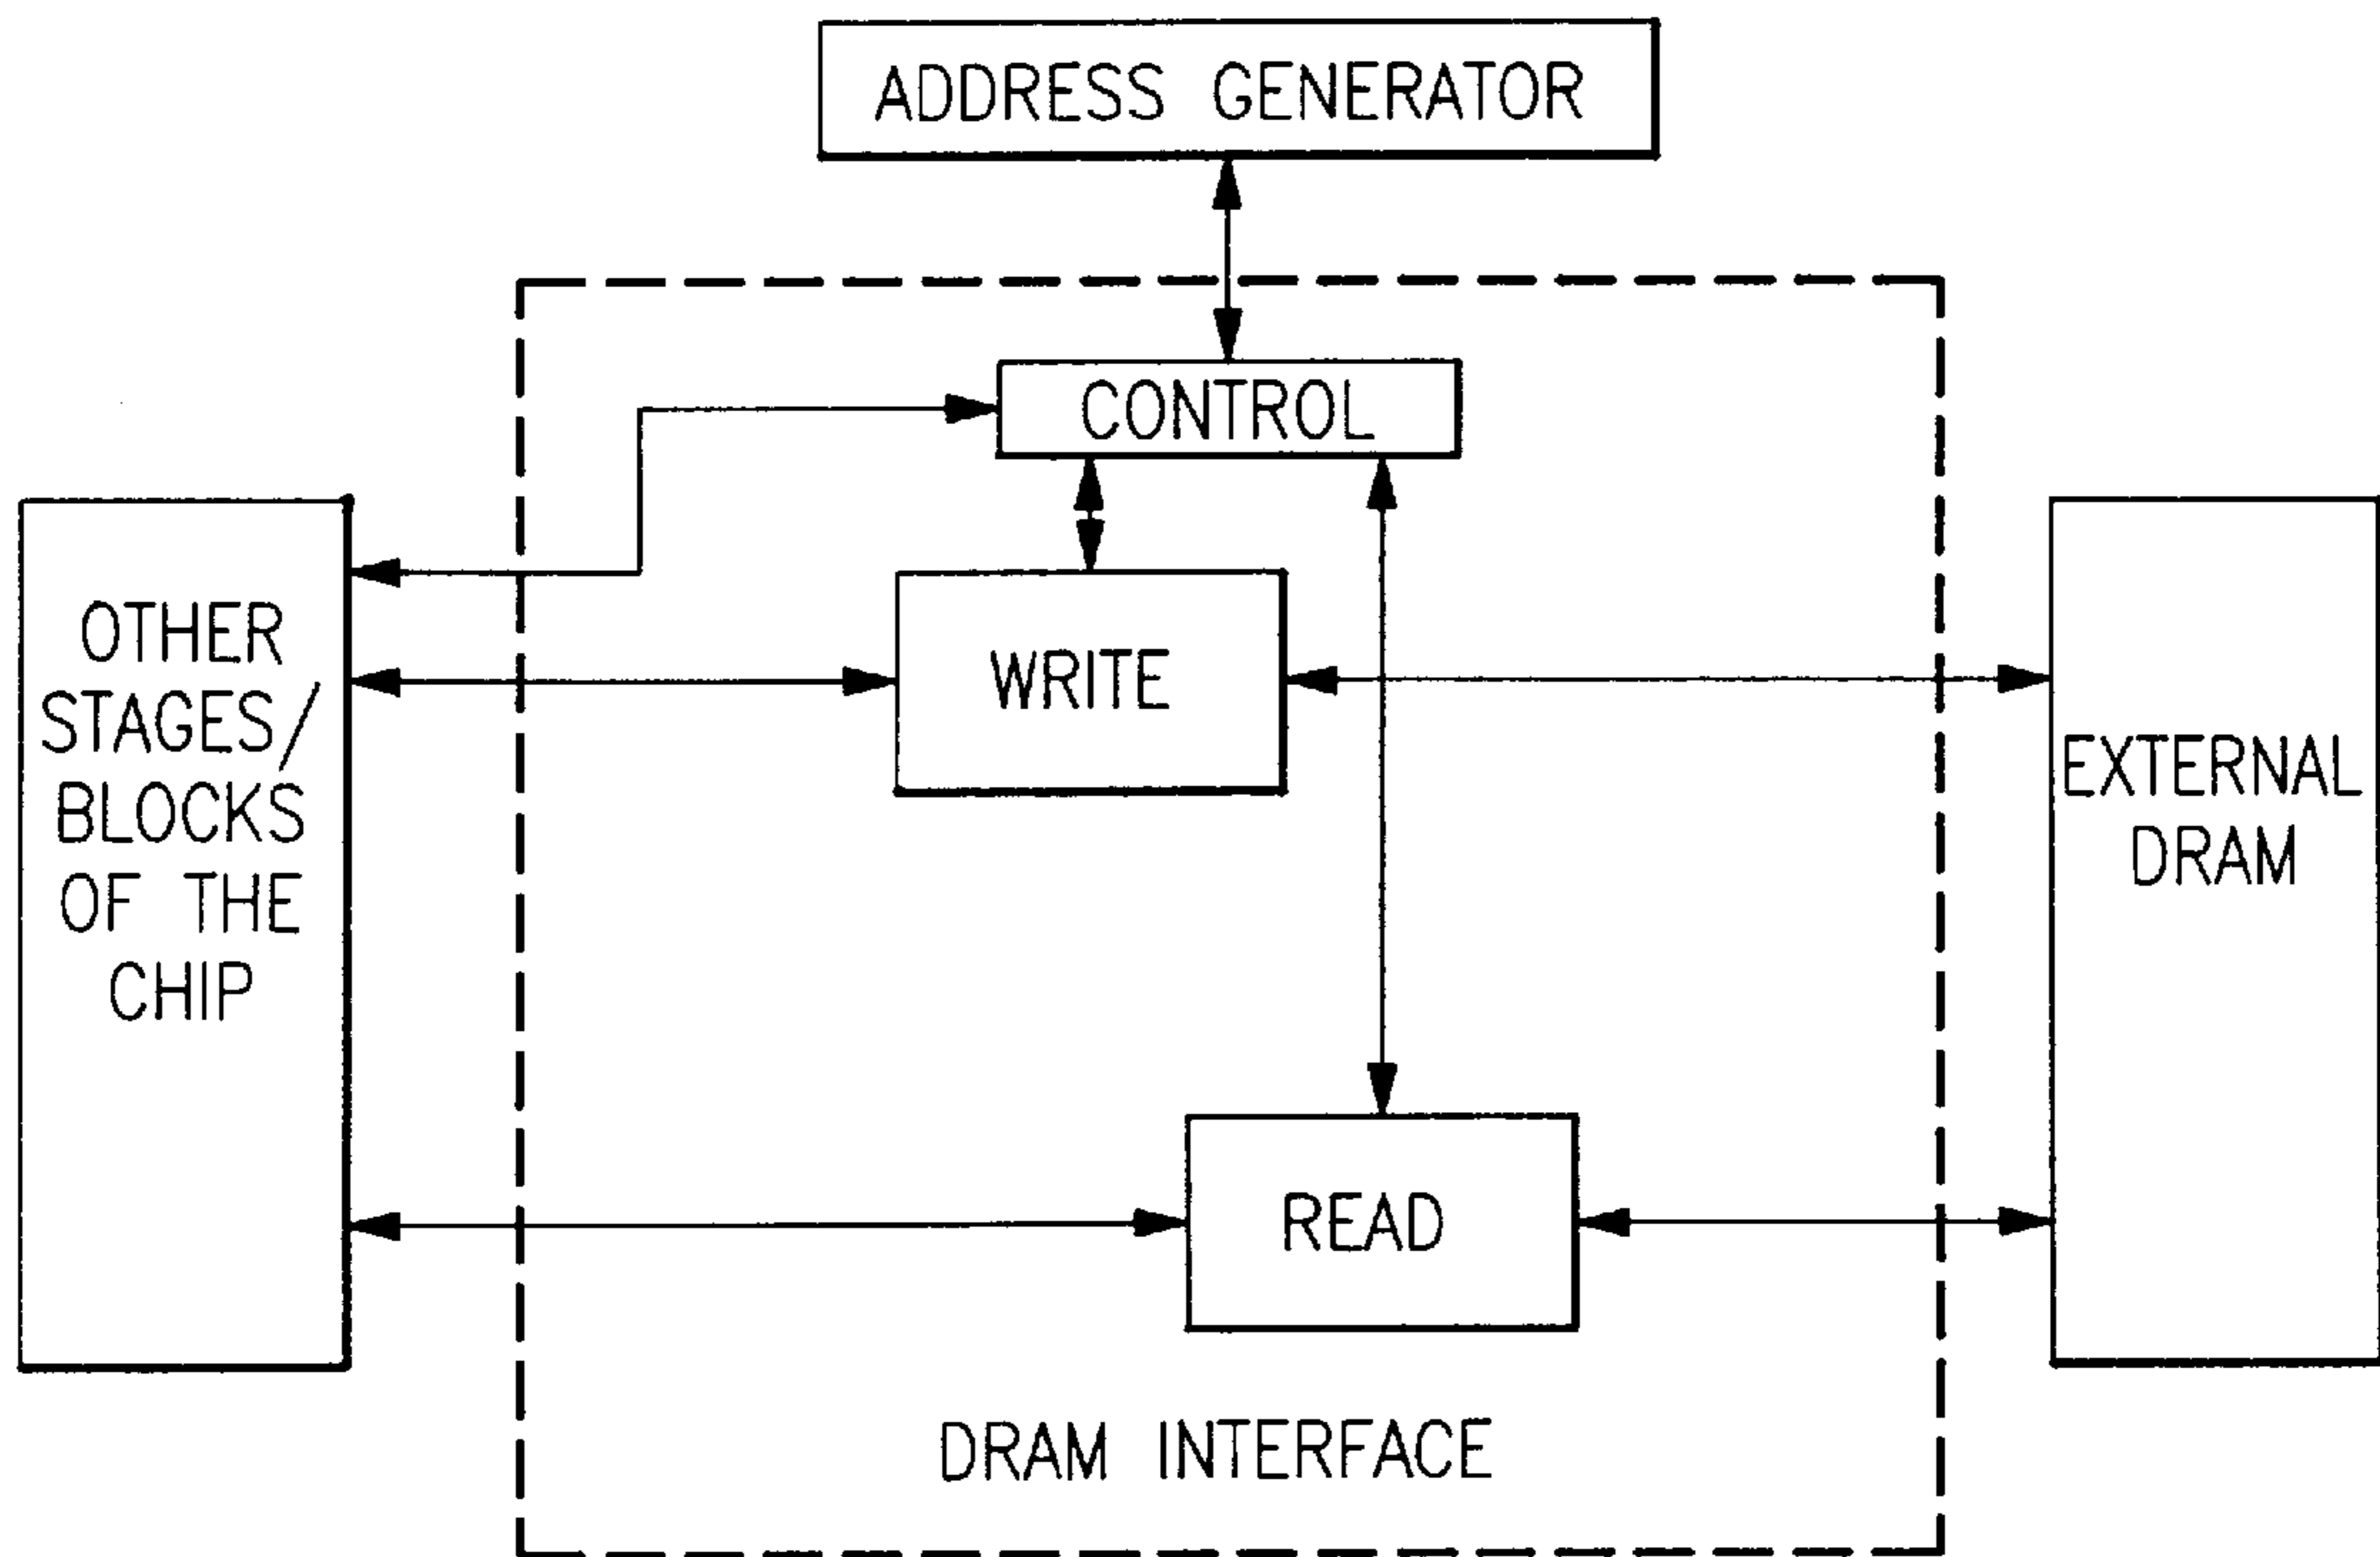 ADDRESS GENERATOR
CONTROL
OTHER
STAGES/
BLOCKS
OF THE
CHIP
WRITE
EXTERNAL
DRAM
READ
DRAM INTERFACE